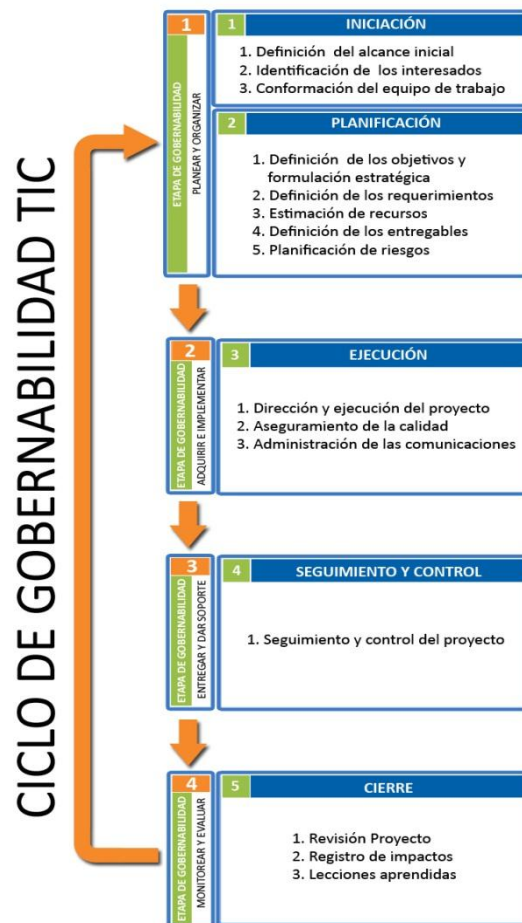 CICLO DE GOBERNABILIDAD TIC
1
ETAPA DE GOBERNABILIDAD
PLANEAR Y ORGANIZAR
1
INICIACIÓN
1. Definición del alcance inicial
2. Identificación de los interesados
3. Conformación del equipo de trabajo
2
PLANIFICACIÓN
1. Definición de los objetivos y
formulación estratégica
2. Definición de los requerimientos
3. Estimación de recursos
4. Definición de los entregables
5. Planificación de riesgos
2
ETAPA DE GOBERNABILIDAD
ADQUIRIR E IMPLEMENTAR
3
EJECUCIÓN
1. Dirección y ejecución del proyecto
2. Aseguramiento de la calidad
3. Administración de las comunicaciones
3
ETAPA DE GOBERNABILIDAD
ENTREGAR Y DAR SOPORTE
4
SEGUIMIENTO Y CONTROL
1. Seguimiento y control del proyecto
4
ETAPA DE GOBERNABILIDAD
MONITOREAR Y EVALUAR
5
CIERRE
1. Revisión Proyecto
2. Registro de impactos
3. Lecciones aprendidas